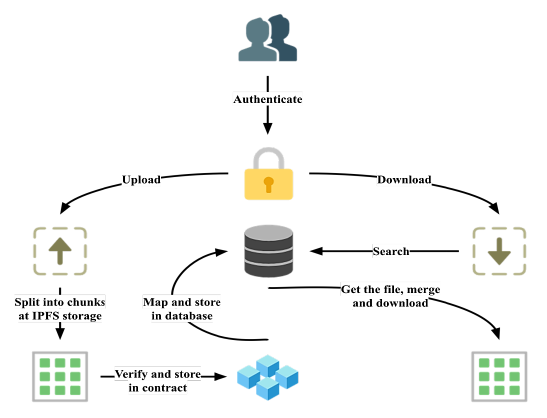 Authenticate
Upload
Download
Search
Split into chunks
at IPFS storage
Map and store
in database
Get the file, merge
and download
Verify and store
in contract